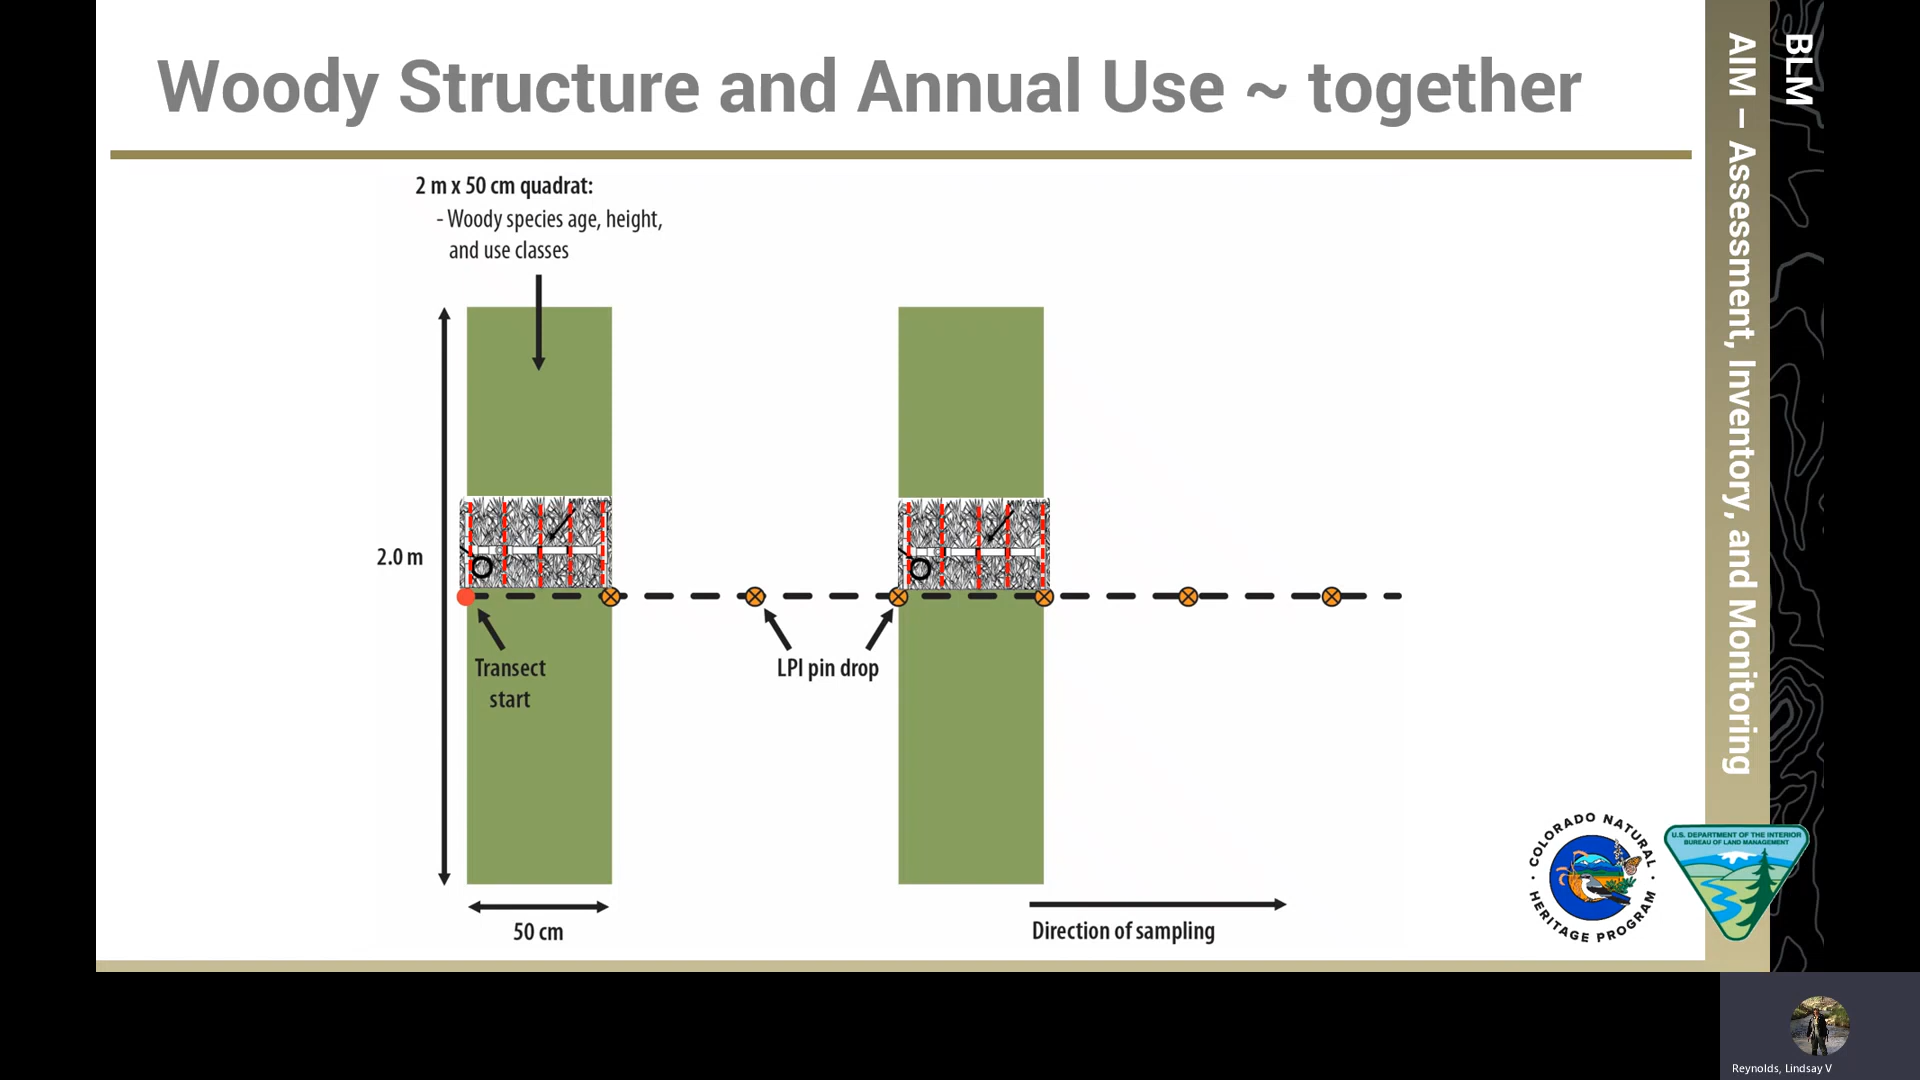 Woody Structure and Annual Use ~ together
2 m x 50 cm quadrat:
- Woody species age, height,
and use classes
2.0 m
Transect
start
LPI pin drop
50 cm
Direction of sampling
BLM
AIM – Assessment, Inventory, and Monitoring
COLORADO NATURAL
HERITAGE PROGRAM
U.S. DEPARTMENT OF THE INTERIOR
BUREAU OF LAND MANAGEMENT
Reynolds, Lindsay V